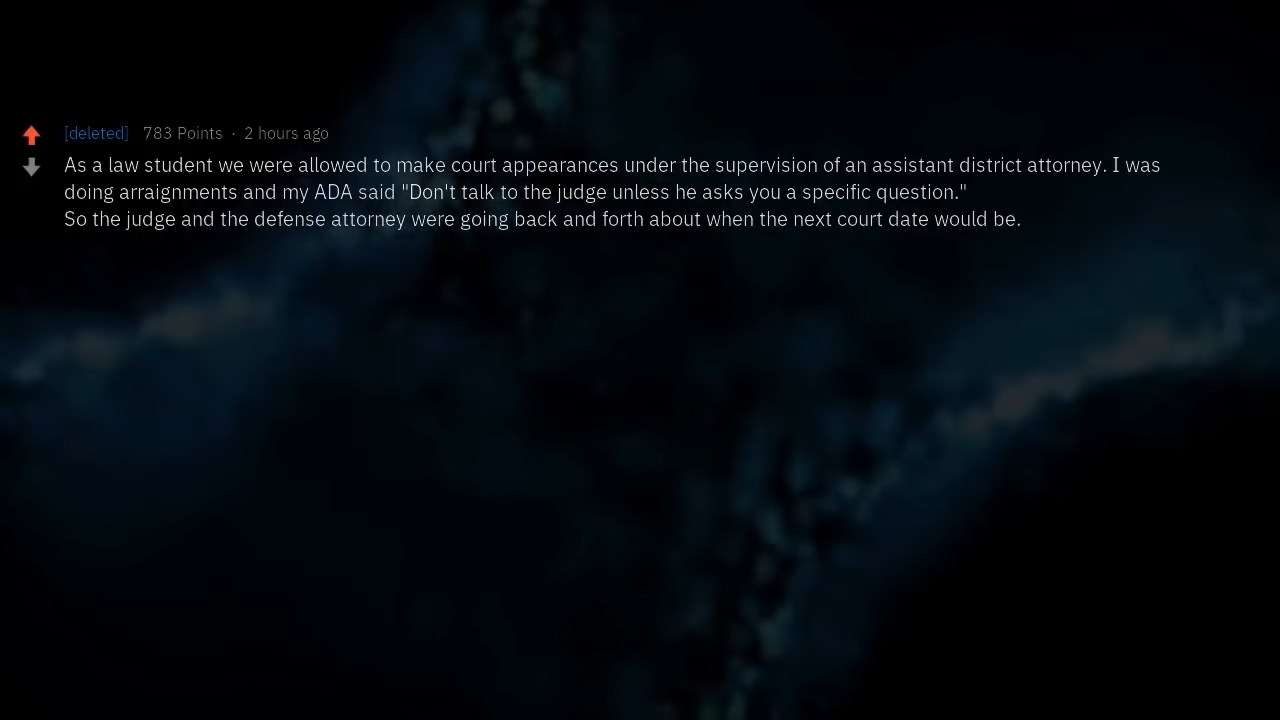 [deleted] 783 Points · 2 hours ago
As a law student we were allowed to make court appearances under the supervision of an assistant district attorney. I was
doing arraignments and my ADA said "Don't talk to the judge unless he asks you a specific question."
So the judge and the defense attorney were going back and forth about when the next court date would be.